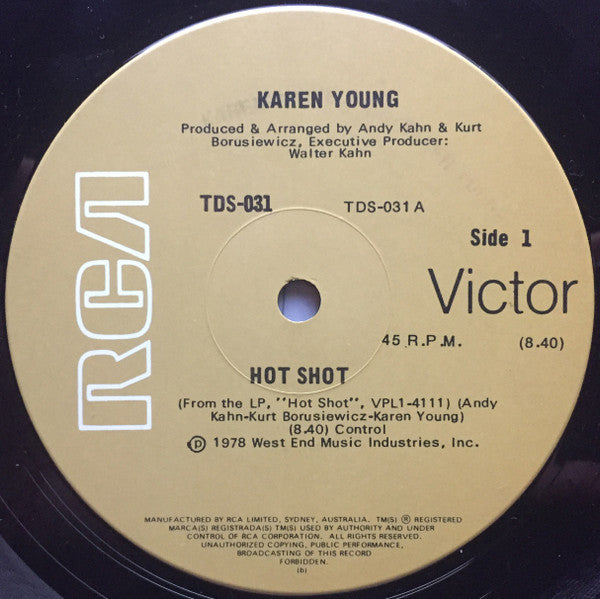 KAREN YOUNG
Produced & Arranged by Andy Kahn & Kurt
Borusiewicz, Executive Producer:
Walter Kahn
TDS-031 TDS-031 A
Side 1
RCA Victor
45 R.P.M. (8.40)
HOT SHOT
(From the LP, "Hot Shot", VPL1-4111) (Andy
Kahn-Kurt Borusiewicz-Karen Young)
(8.40) Control
℗ 1978 West End Music Industries, Inc.
MANUFACTURED BY RCA LIMITED, SYDNEY, AUSTRALIA. TM(S) ® REGISTERED
MARCA(S) REGISTRADA(S) TM(S) USED BY AUTHORITY AND UNDER
CONTROL OF RCA CORPORATION. ALL RIGHTS RESERVED.
UNAUTHORIZED COPYING, PUBLIC PERFORMANCE,
BROADCASTING OF THIS RECORD
FORBIDDEN.
(b)